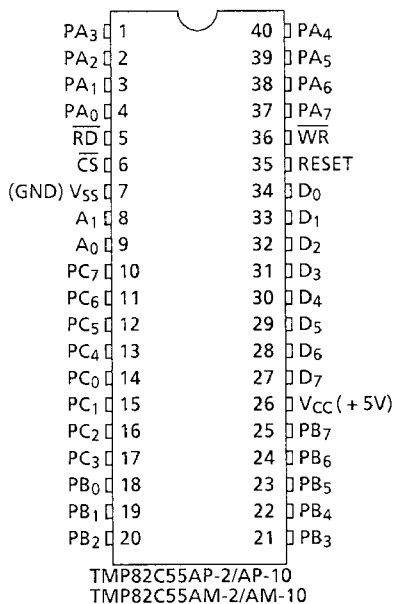 PA3 1 40 PA4
PA2 2 39 PA5
PA1 3 38 PA6
PA0 4 37 PA7
R̅D̅ 5 36 W̅R̅
C̅S̅ 6 35 RESET
(GND) VSS 7 34 D0
A1 8 33 D1
A0 9 32 D2
PC7 10 31 D3
PC6 11 30 D4
PC5 12 29 D5
PC4 13 28 D6
PC0 14 27 D7
PC1 15 26 VCC (+5V)
PC2 16 25 PB7
PC3 17 24 PB6
PB0 18 23 PB5
PB1 19 22 PB4
PB2 20 21 PB3
TMP82C55AP-2/AP-10
TMP82C55AM-2/AM-10